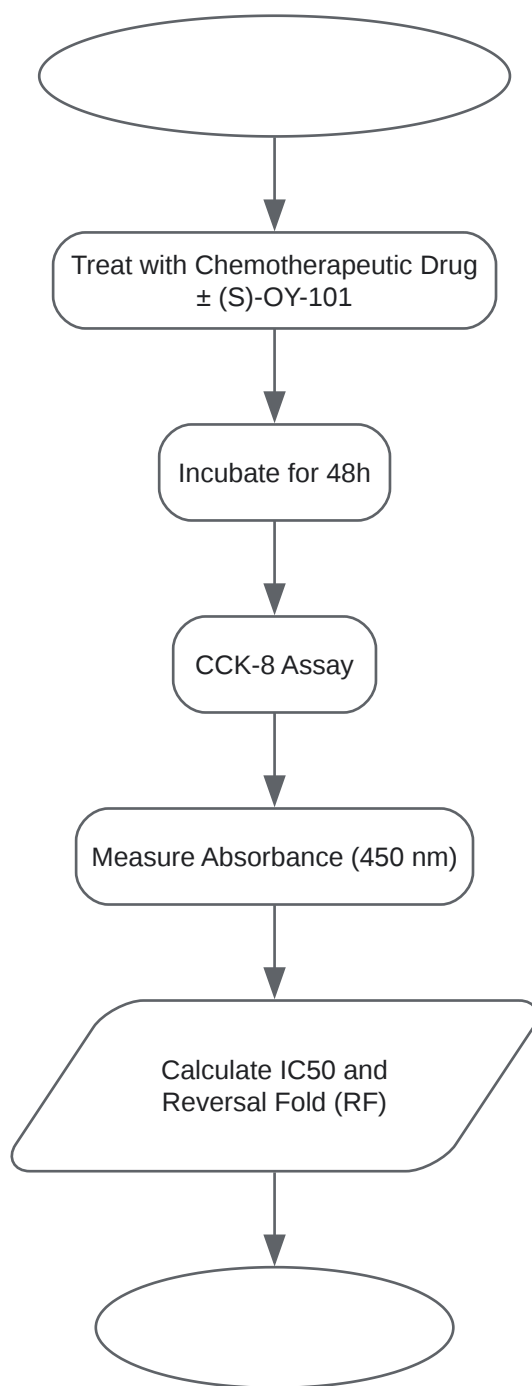 Treat with Chemotherapeutic Drug
± (S)-OY-101
Incubate for 48h
CCK-8 Assay
Measure Absorbance (450 nm)
Calculate IC50 and
Reversal Fold (RF)